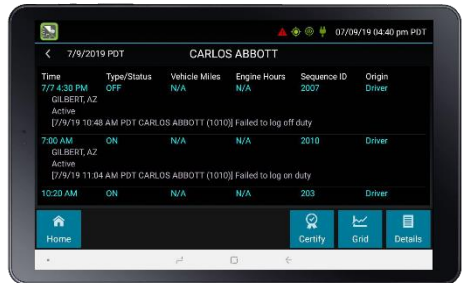 07/09/19 04:40 pm PDT
7/9/2019 PDT CARLOS ABBOTT
Time Type/Status Vehicle Miles Engine Hours Sequence ID Origin
7/7 4:30 PM OFF N/A N/A 2007 Driver
GILBERT, AZ
Active
[7/9/19 10:48 AM PDT CARLOS ABBOTT (1010)] Failed to log off duty
7:00 AM ON N/A N/A 2010 Driver
GILBERT, AZ
Active
[7/9/19 11:04 AM PDT CARLOS ABBOTT (1010)] Failed to log on duty
10:20 AM ON N/A N/A 203 Driver
Home Certify Grid Details